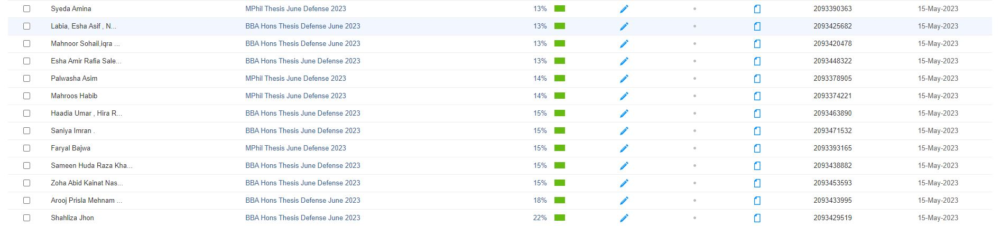 Syeda Amina MPhil Thesis June Defense 2023 13% 2093390363 15-May-2023
Labia, Esha Asif , N... BBA Hons Thesis Defense June 2023 13% 2093425682 15-May-2023
Mahnoor Sohail,iqra ... BBA Hons Thesis Defense June 2023 13% 2093420478 15-May-2023
Esha Amir Rafia Sale... BBA Hons Thesis Defense June 2023 13% 2093448322 15-May-2023
Palwasha Asim MPhil Thesis June Defense 2023 14% 2093378905 15-May-2023
Mahroos Habib MPhil Thesis June Defense 2023 14% 2093374221 15-May-2023
Haadia Umar , Hira R... BBA Hons Thesis Defense June 2023 15% 2093463890 15-May-2023
Saniya Imran . BBA Hons Thesis Defense June 2023 15% 2093471532 15-May-2023
Faryal Bajwa MPhil Thesis June Defense 2023 15% 2093393165 15-May-2023
Sameen Huda Raza Kha... BBA Hons Thesis Defense June 2023 15% 2093438882 15-May-2023
Zoha Abid Kainat Nas... BBA Hons Thesis Defense June 2023 15% 2093453593 15-May-2023
Arooj Prisla Mehnam ... BBA Hons Thesis Defense June 2023 18% 2093433995 15-May-2023
Shahliza Jhon BBA Hons Thesis Defense June 2023 22% 2093429519 15-May-2023